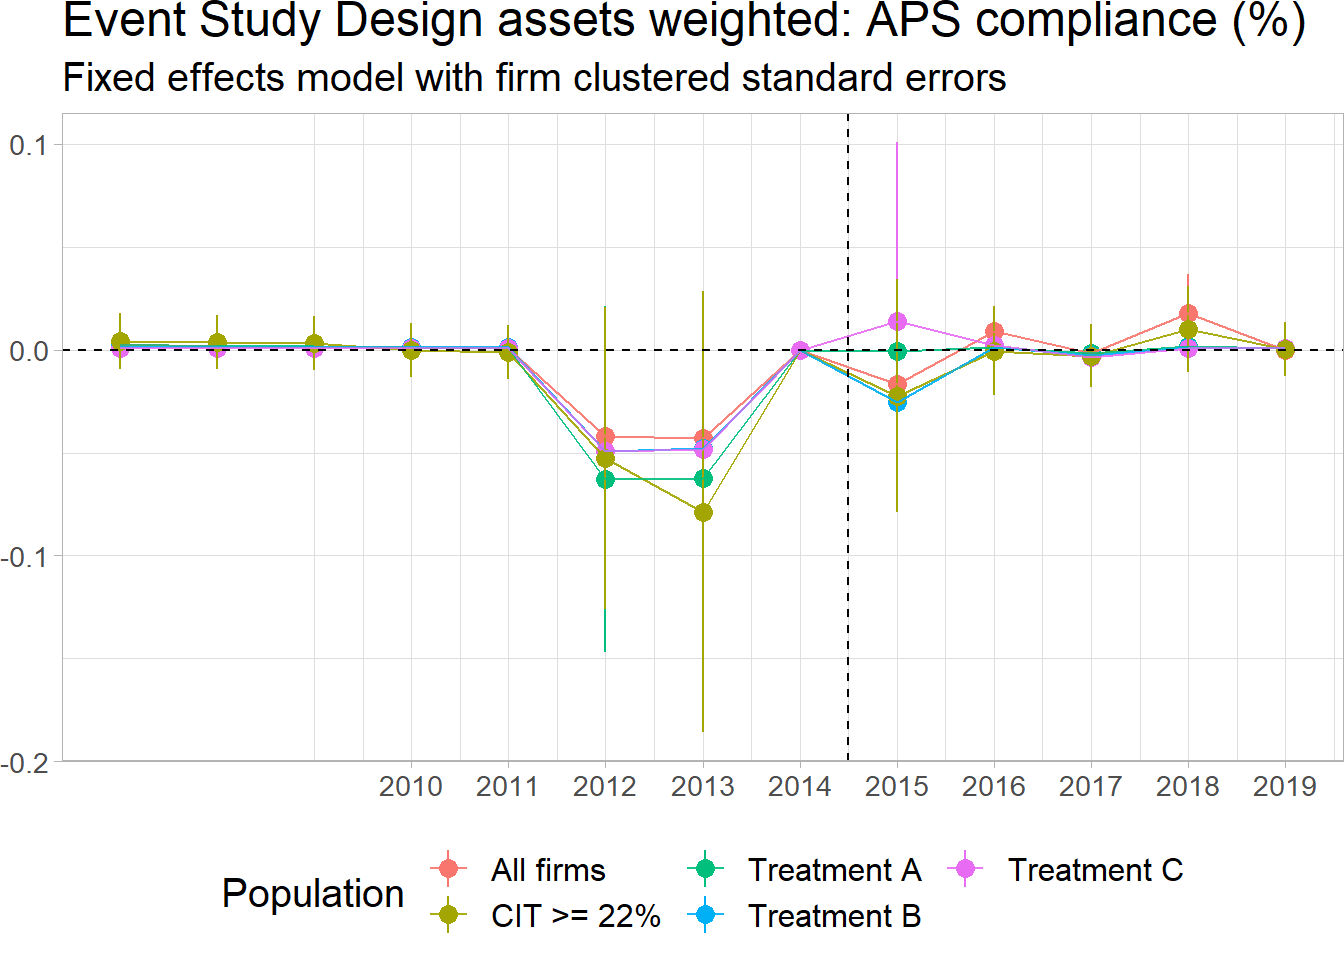 Event Study Design assets weighted: APS compliance (%)
Fixed effects model with firm clustered standard errors
0.1
0.0
-0.1
-0.2
2010 2011 2012 2013 2014 2015 2016 2017 2018 2019
Population
All firms
CIT >= 22%
Treatment A
Treatment B
Treatment C